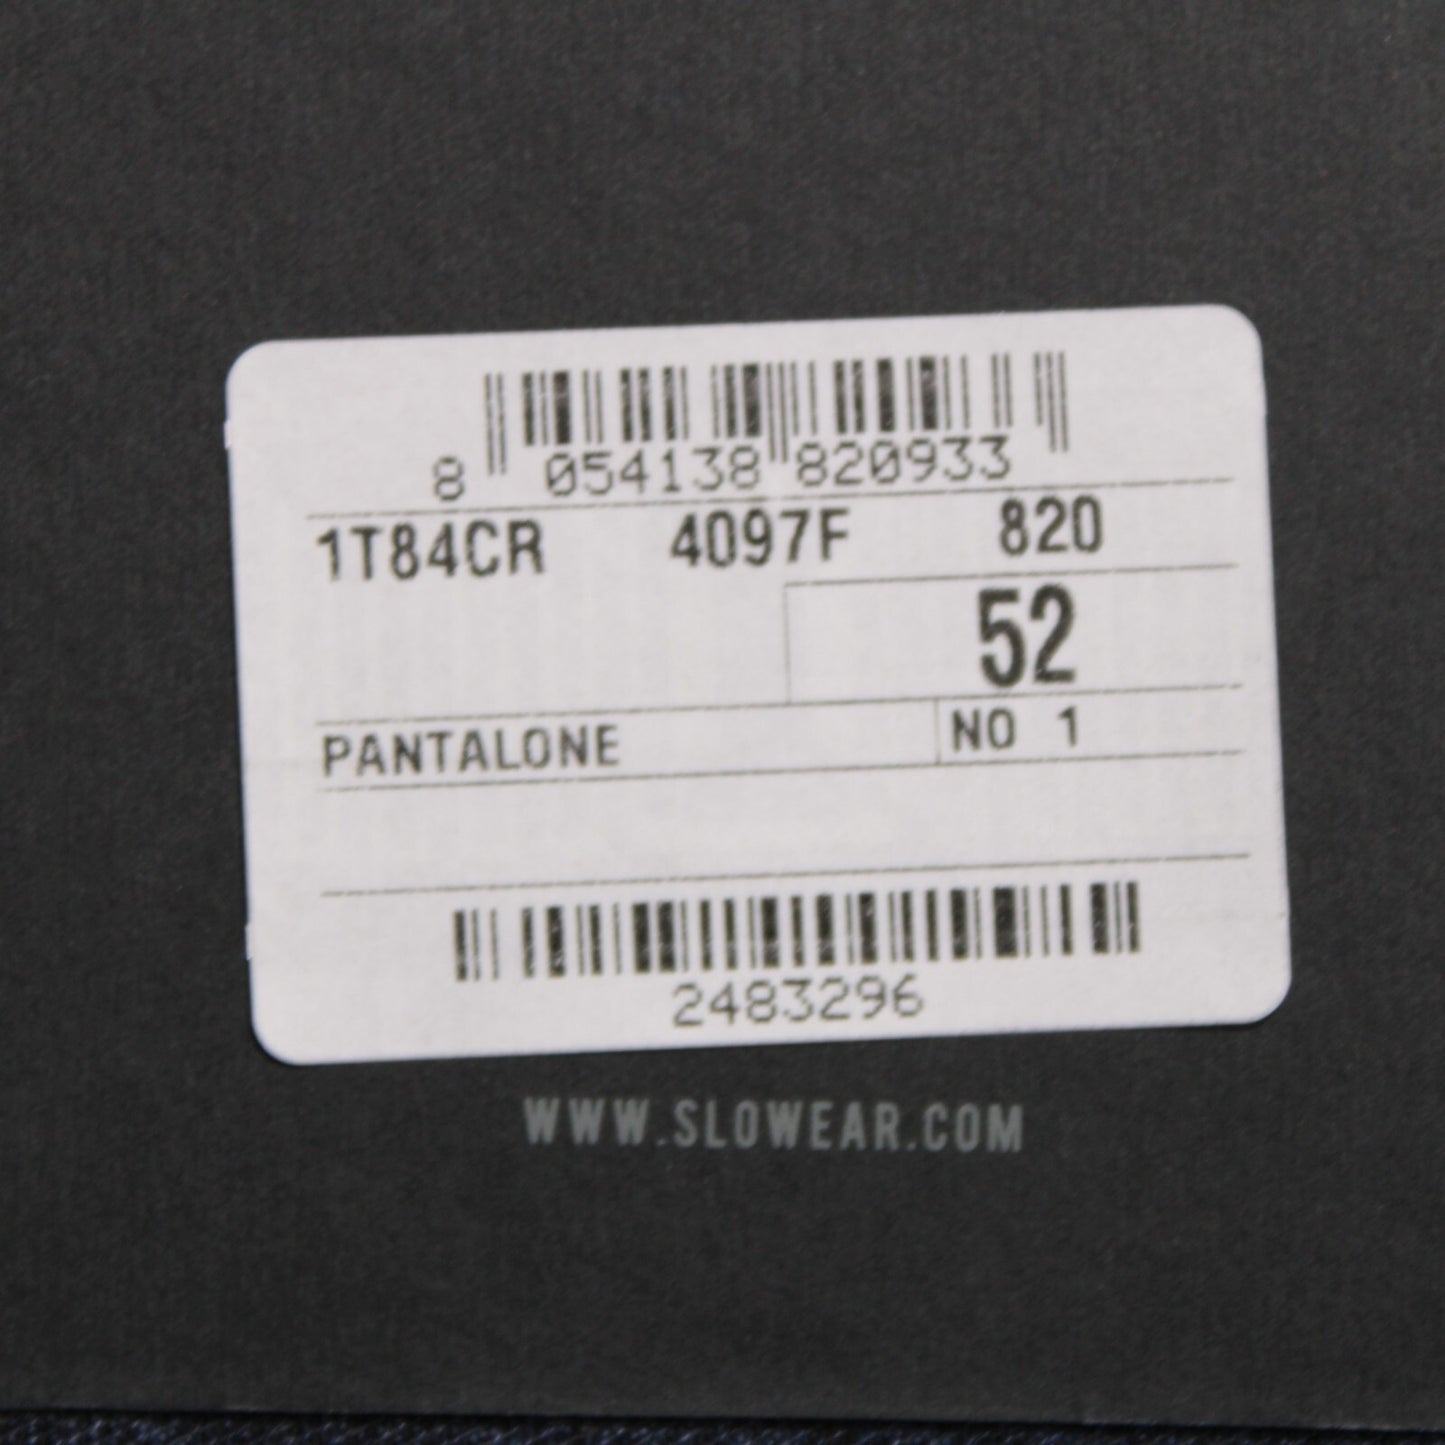 8 054138 820933
1T84CR 4097F 820
52
PANTALONE NO 1
2483296
WWW.SLOWEAR.COM